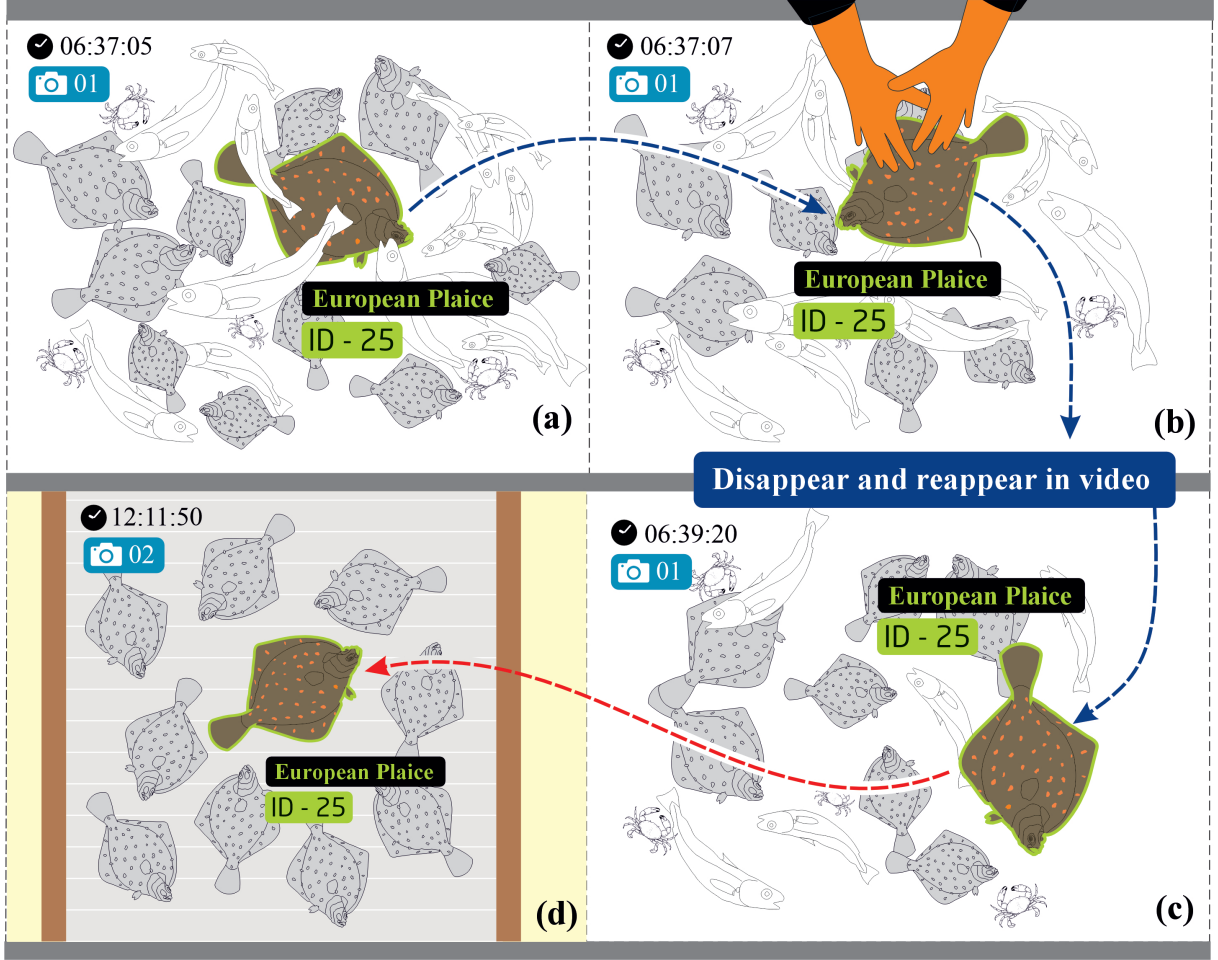 06:37:05
01
European Plaice
ID - 25
(a)
06:37:07
01
European Plaice
ID - 25
(b)
Disappear and reappear in video
06:39:20
01
European Plaice
ID - 25
(c)
12:11:50
02
European Plaice
ID - 25
(d)